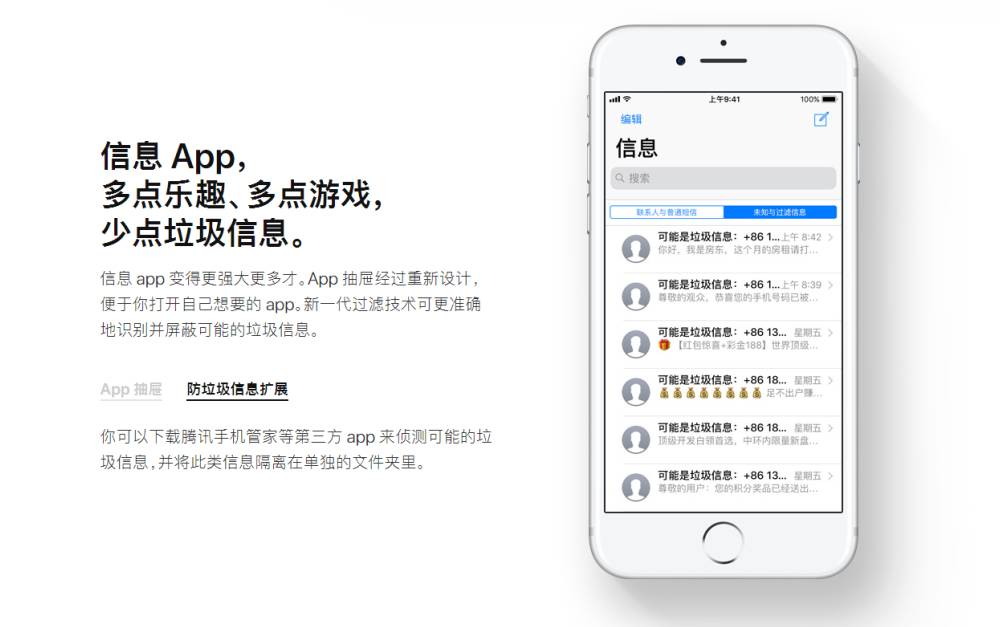 信息 App，
多点乐趣、多点游戏，
少点垃圾信息。
信息 app 变得更强大更多才。App 抽屉经过重新设计，
便于你打开自己想要的 app。新一代过滤技术可更准确
地识别并屏蔽可能的垃圾信息。
App 抽屉 防垃圾信息扩展
你可以下载腾讯手机管家等第三方 app 来侦测可能的垃
圾信息，并将此类信息隔离在单独的文件夹里。
上午9:41 100%
编辑
信息
搜索
联系人与普通短信 未知与过滤信息
可能是垃圾信息：+86 1... 上午 8:42
你好，我是房东，这个月的房租请打...
可能是垃圾信息：+86 1... 上午 8:39
尊敬的观众，恭喜您的手机号码已被...
可能是垃圾信息：+86 13... 星期五
【红包惊喜+彩金188】世界顶级...
可能是垃圾信息：+86 18... 星期五
足不出户赚...
可能是垃圾信息：+86 18... 星期五
顶级开发白领首选，中环内限量新盘...
可能是垃圾信息：+86 13... 星期五
尊敬的用户：您的积分奖品已经送出...